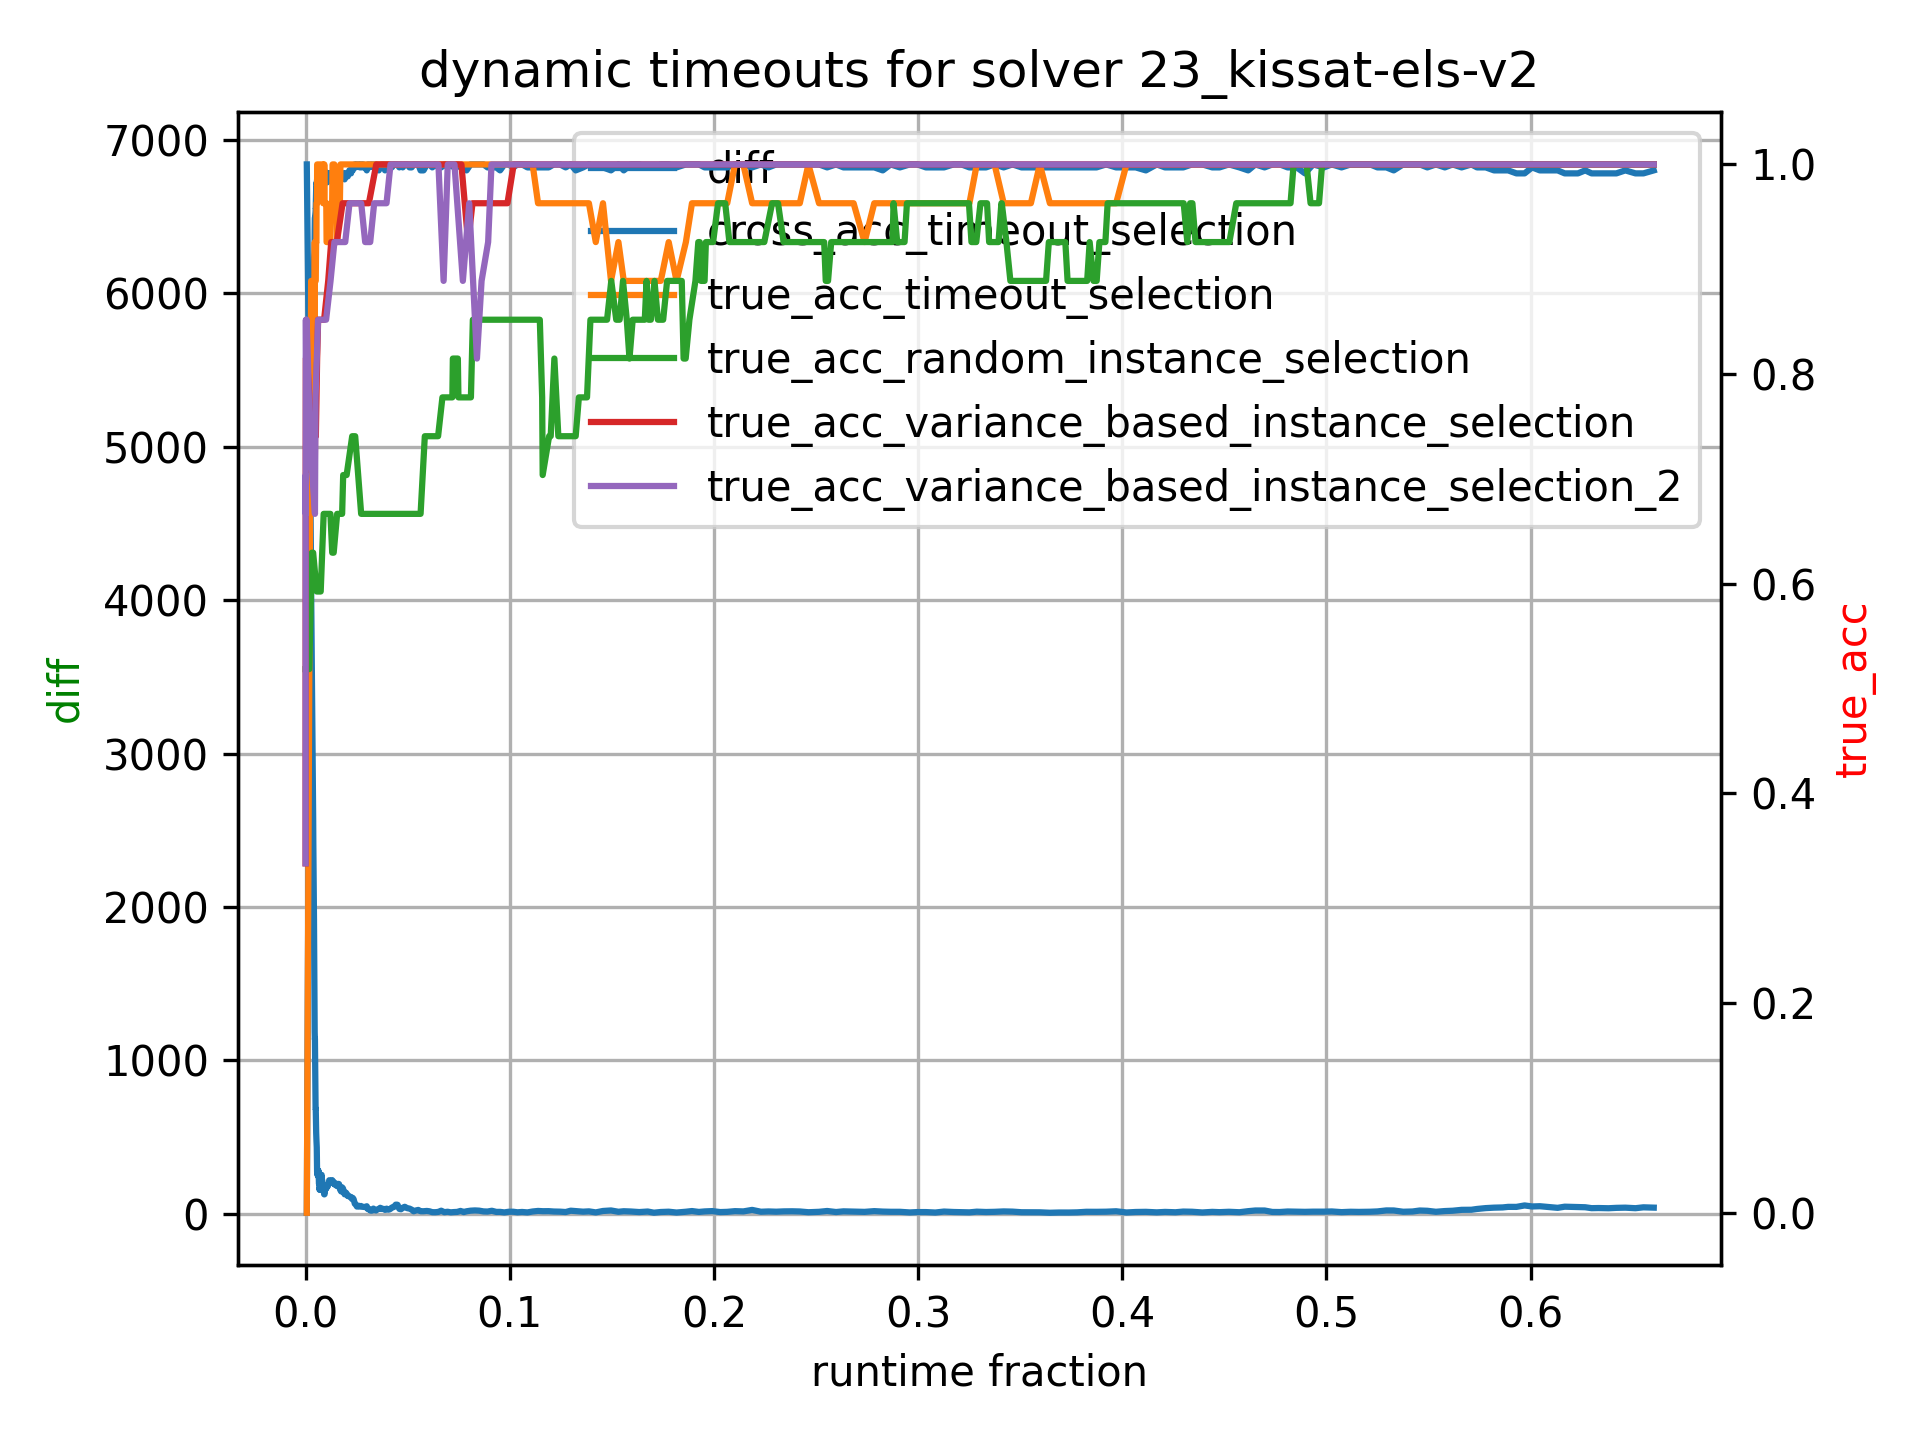 dynamic timeouts for solver 23_kissat-els-v2
7000
6000
5000
4000
3000
2000
1000
0
diff
1.0
0.8
0.6
0.4
0.2
0.0
true_acc
diff
cross_acc_timeout_selection
true_acc_timeout_selection
true_acc_random_instance_selection
true_acc_variance_based_instance_selection
true_acc_variance_based_instance_selection_2
0.0 0.1 0.2 0.3 0.4 0.5 0.6
runtime fraction